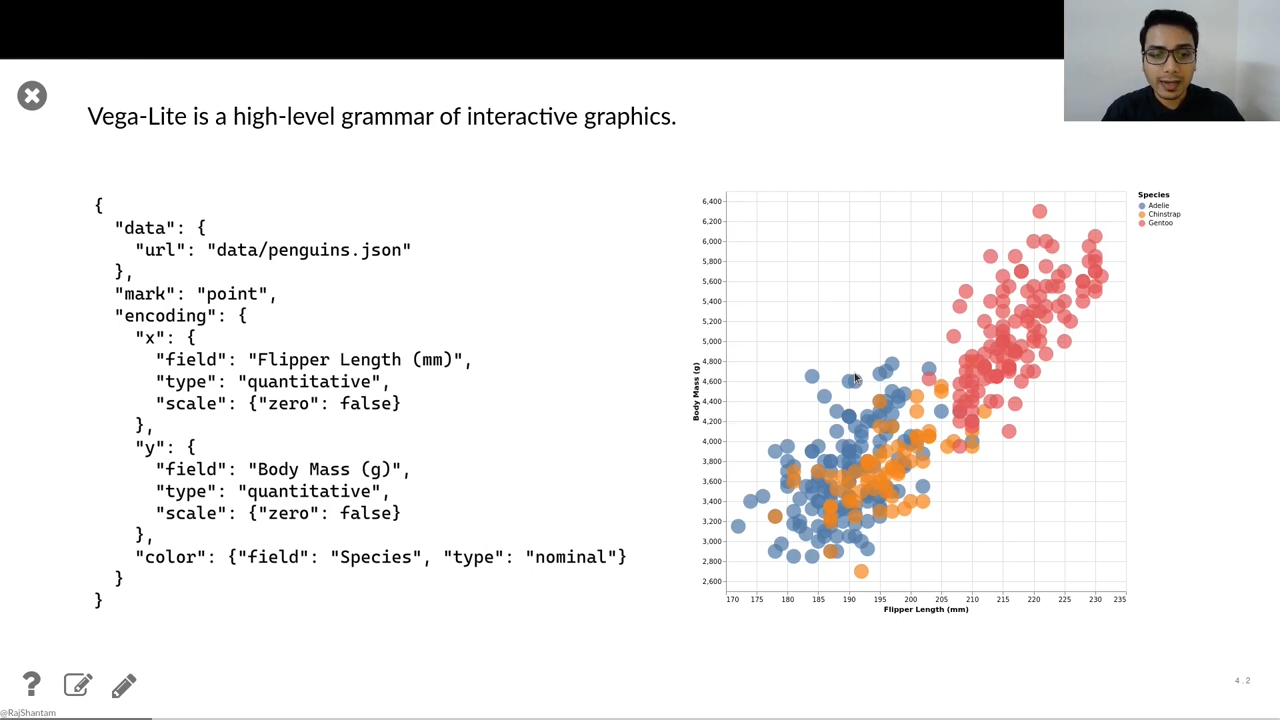 Vega-Lite is a high-level grammar of interactive graphics.
{
"data": {
"url": "data/penguins.json"
},
"mark": "point",
"encoding": {
"x": {
"field": "Flipper Length (mm)",
"type": "quantitative",
"scale": {"zero": false}
},
"y": {
"field": "Body Mass (g)",
"type": "quantitative",
"scale": {"zero": false}
},
"color": {"field": "Species", "type": "nominal"}
}
}
Body Mass (g)
6,400
6,200
6,000
5,800
5,600
5,400
5,200
5,000
4,800
4,600
4,400
4,200
4,000
3,800
3,600
3,400
3,200
3,000
2,800
2,600
170 175 180 185 190 195 200 205 210 215 220 225 230 235
Flipper Length (mm)
Species
Adelie
Chinstrap
Gentoo
?
4.2
@RajShantam